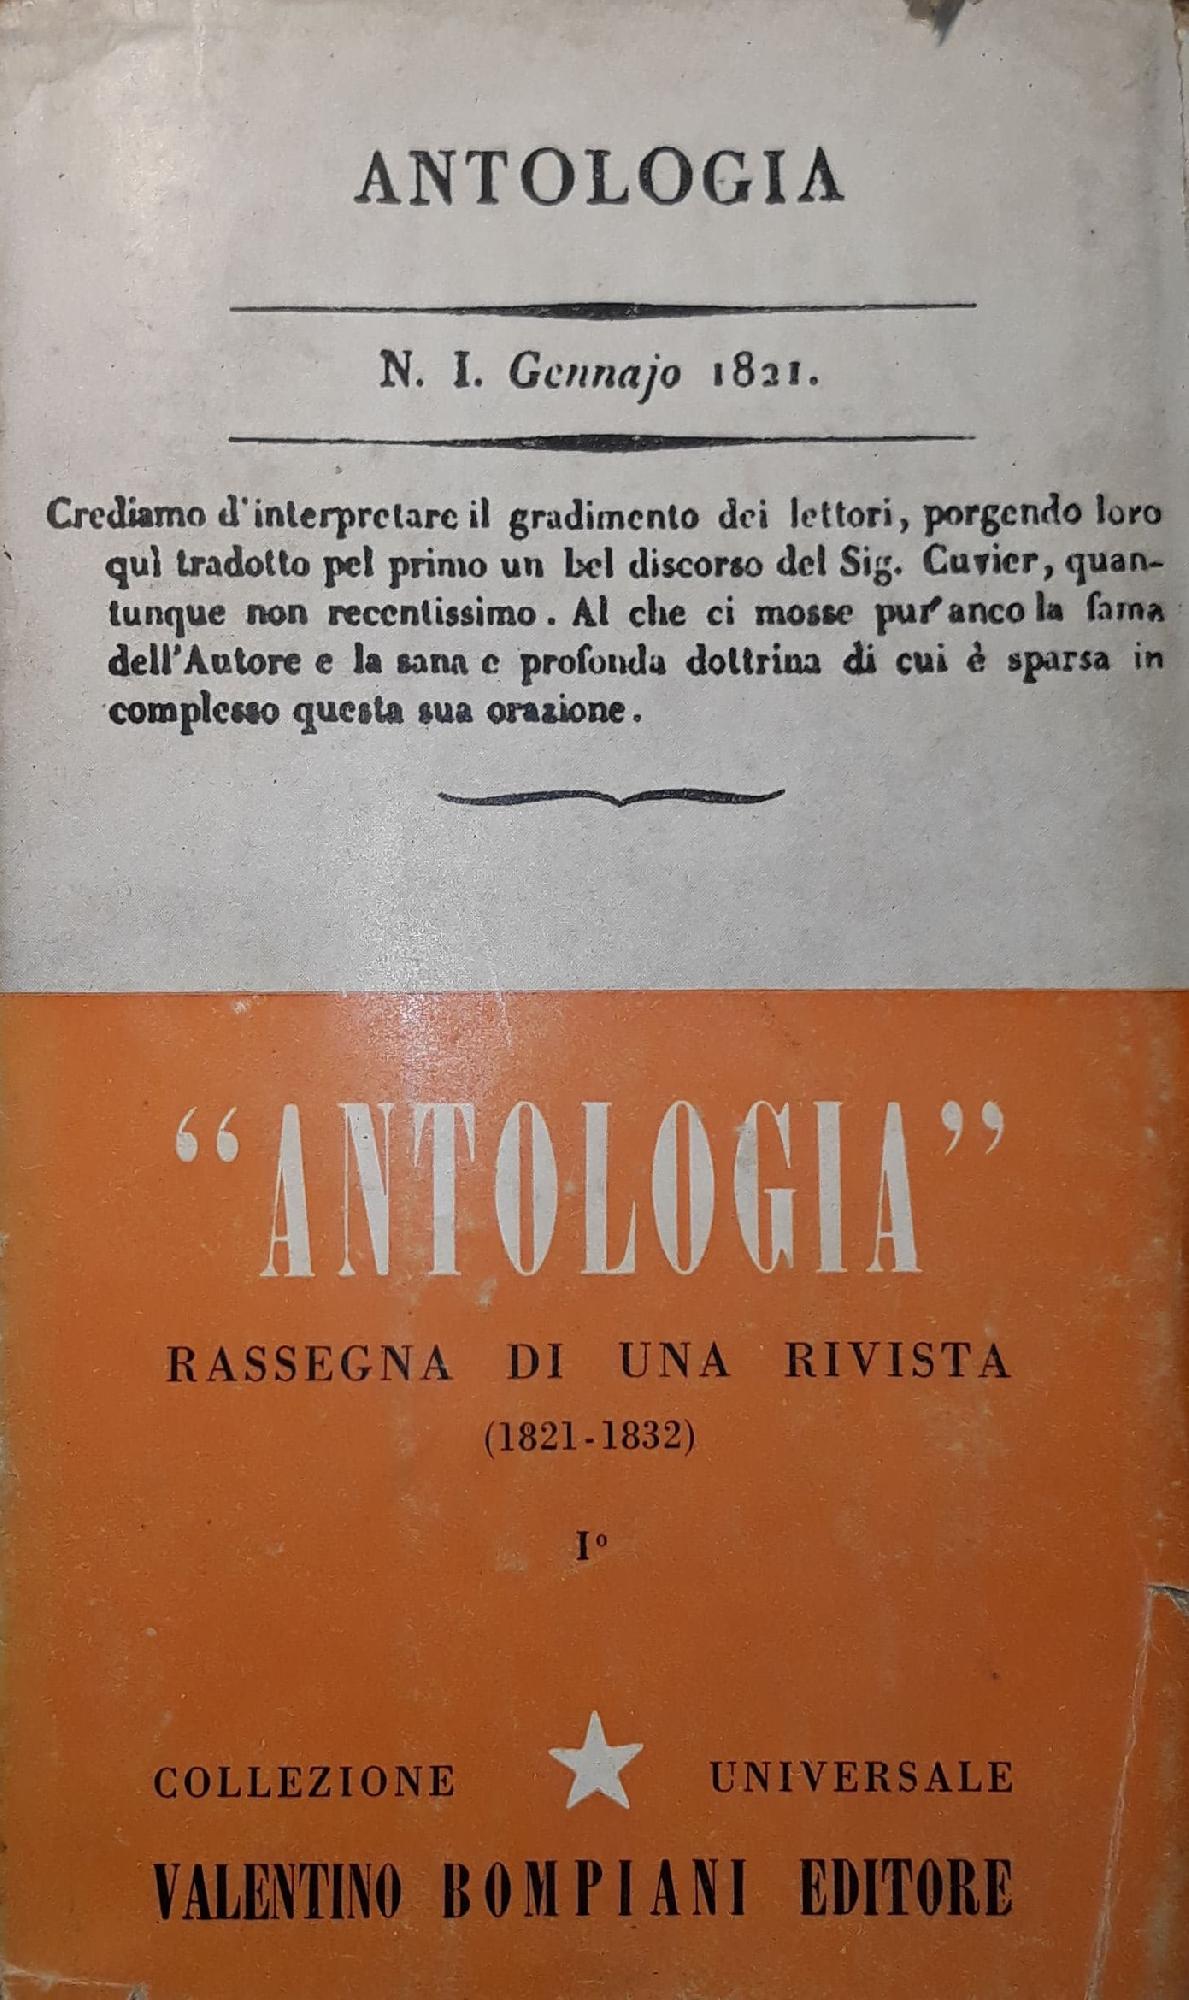 ANTOLOGIA
N. I. Gennajo 1821.
Crediamo d'interpretare il gradimento dei lettori, porgendo loro
quì tradotto pel primo un bel discorso del Sig. Cuvier, quan-
tunque non recentissimo. Al che ci mosse pur'anco la fama
dell'Autore e la sana e profonda dottrina di cui è sparsa in
complesso questa sua orazione.
“ANTOLOGIA”
RASSEGNA DI UNA RIVISTA
(1821-1832)
Iº
COLLEZIONE UNIVERSALE
VALENTINO BOMPIANI EDITORE